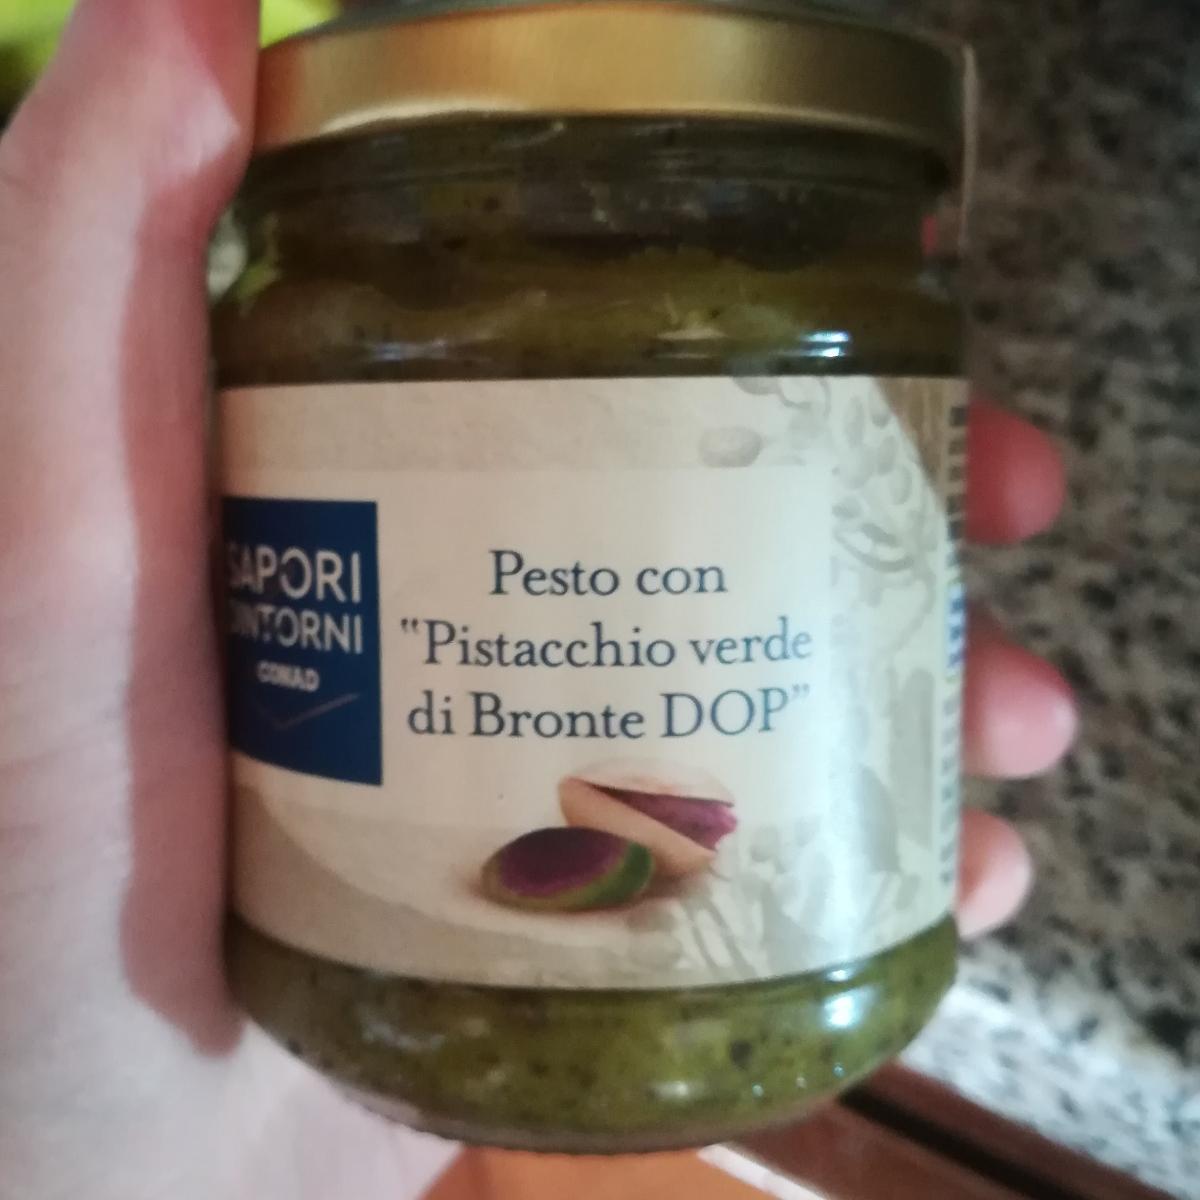 SAPORI
DINTORNI
CONAD
Pesto con
"Pistacchio verde
di Bronte DOP"